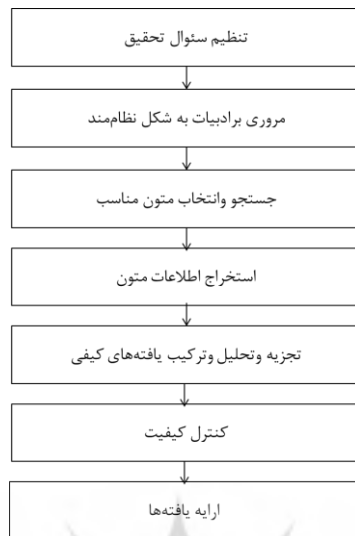 تنظیم سئوال تحقیق
مروری برادبیات به شکل نظام‌مند
جستجو وانتخاب متون مناسب
استخراج اطلاعات متون
تجزیه وتحلیل وترکیب یافته‌های کیفی
کنترل کیفیت
ارایه یافته‌ها